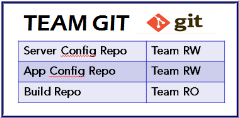 TEAM GIT git
Server Config Repo Team RW
App Config Repo Team RW
Build Repo Team RO